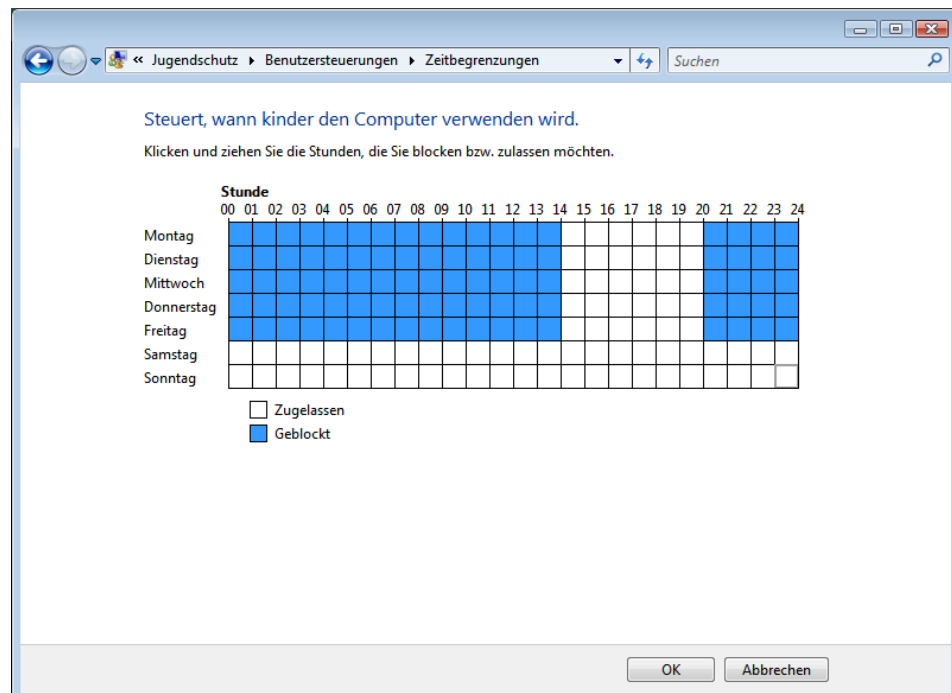 « Jugendschutz ▸ Benutzersteuerungen ▸ Zeitbegrenzungen Suchen
Steuert, wann kinder den Computer verwenden wird.
Klicken und ziehen Sie die Stunden, die Sie blocken bzw. zulassen möchten.
Stunde
00 01 02 03 04 05 06 07 08 09 10 11 12 13 14 15 16 17 18 19 20 21 22 23 24
Montag
Dienstag
Mittwoch
Donnerstag
Freitag
Samstag
Sonntag
Zugelassen
Geblockt
OK Abbrechen